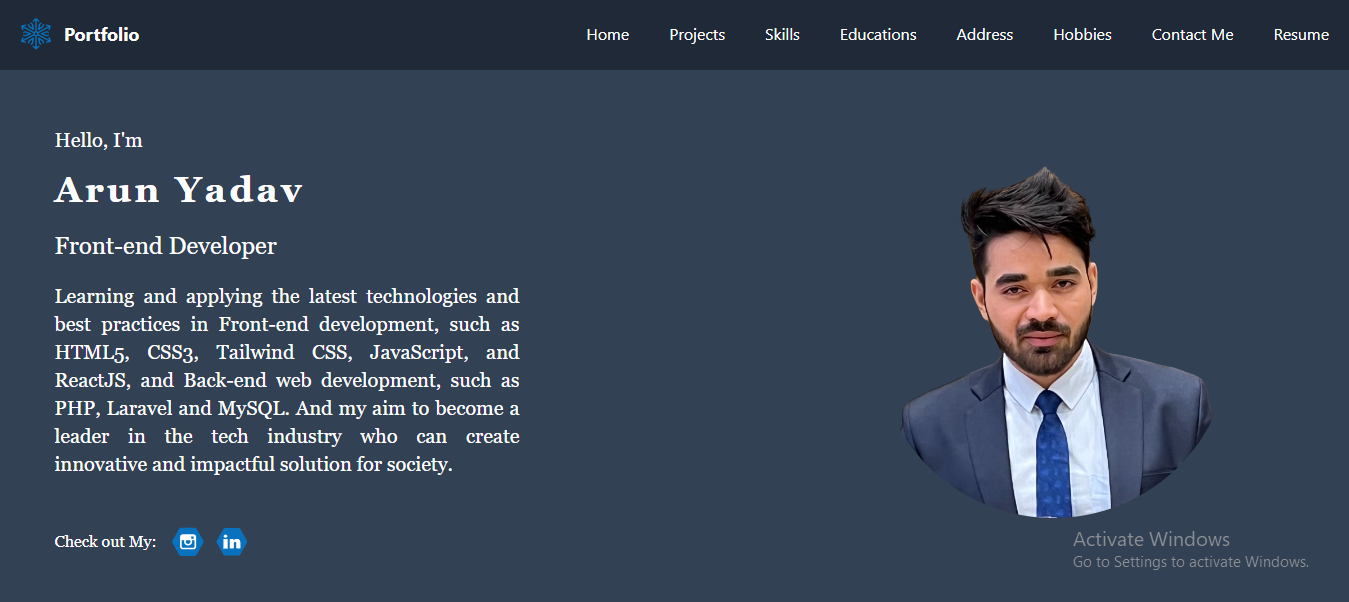 Portfolio
Home Projects Skills Educations Address Hobbies Contact Me Resume
Hello, I'm
Arun Yadav
Front-end Developer
Learning and applying the latest technologies and
best practices in Front-end development, such as
HTML5, CSS3, Tailwind CSS, JavaScript, and
ReactJS, and Back-end web development, such as
PHP, Laravel and MySQL. And my aim to become a
leader in the tech industry who can create
innovative and impactful solution for society.
Check out My: in
Activate Windows
Go to Settings to activate Windows.